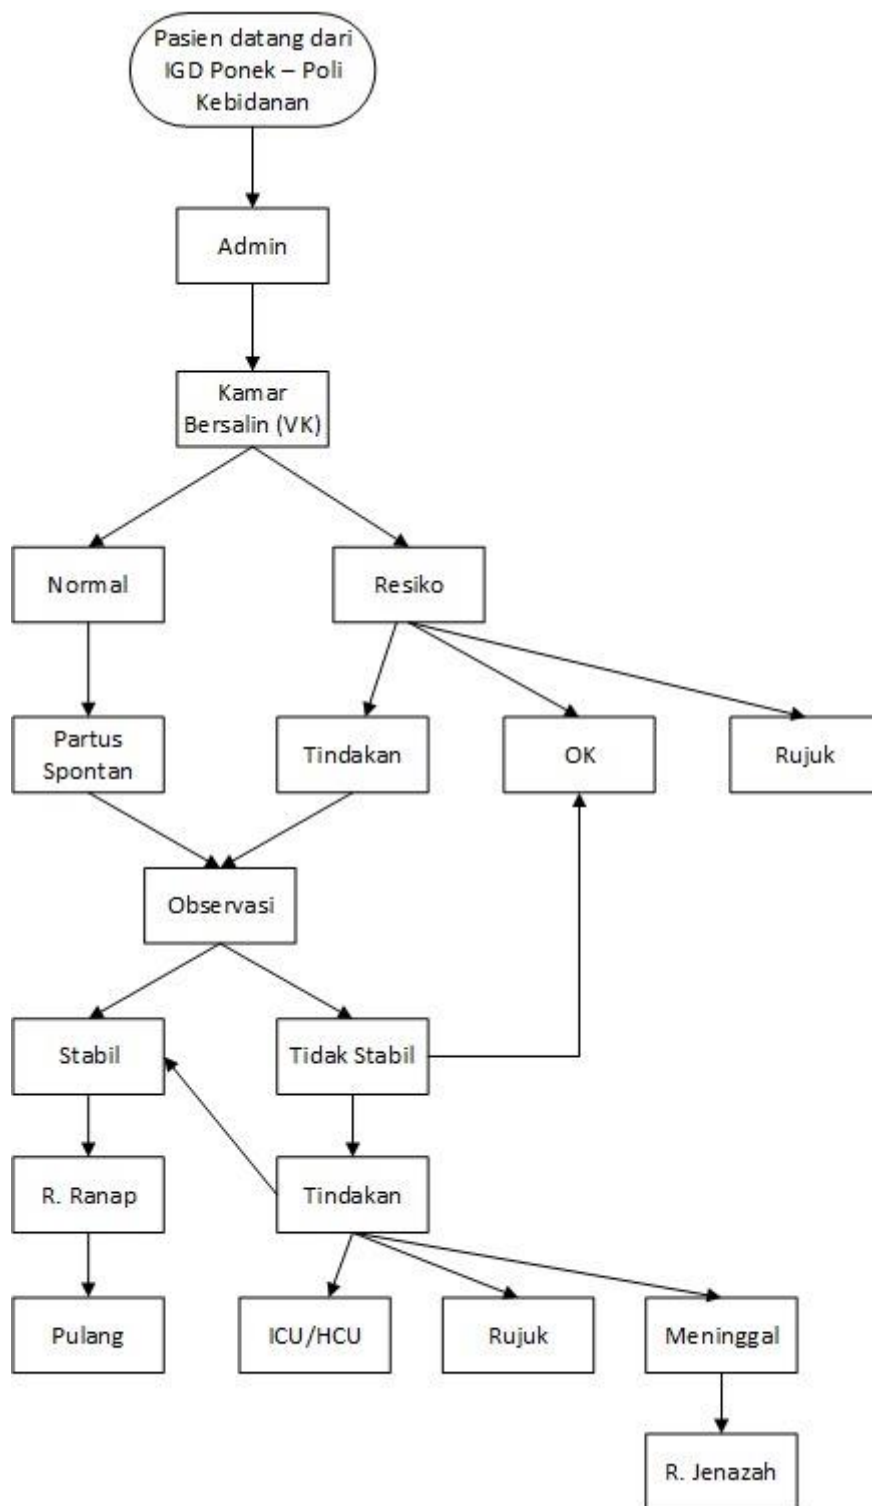 Pasien datang dari
IGD Ponek – Poli
Kebidanan
Admin
Kamar
Bersalin (VK)
Normal
Resiko
Partus
Spontan
Tindakan
OK
Rujuk
Observasi
Stabil
Tidak Stabil
R. Ranap
Tindakan
Pulang
ICU/HCU
Rujuk
Meninggal
R. Jenazah